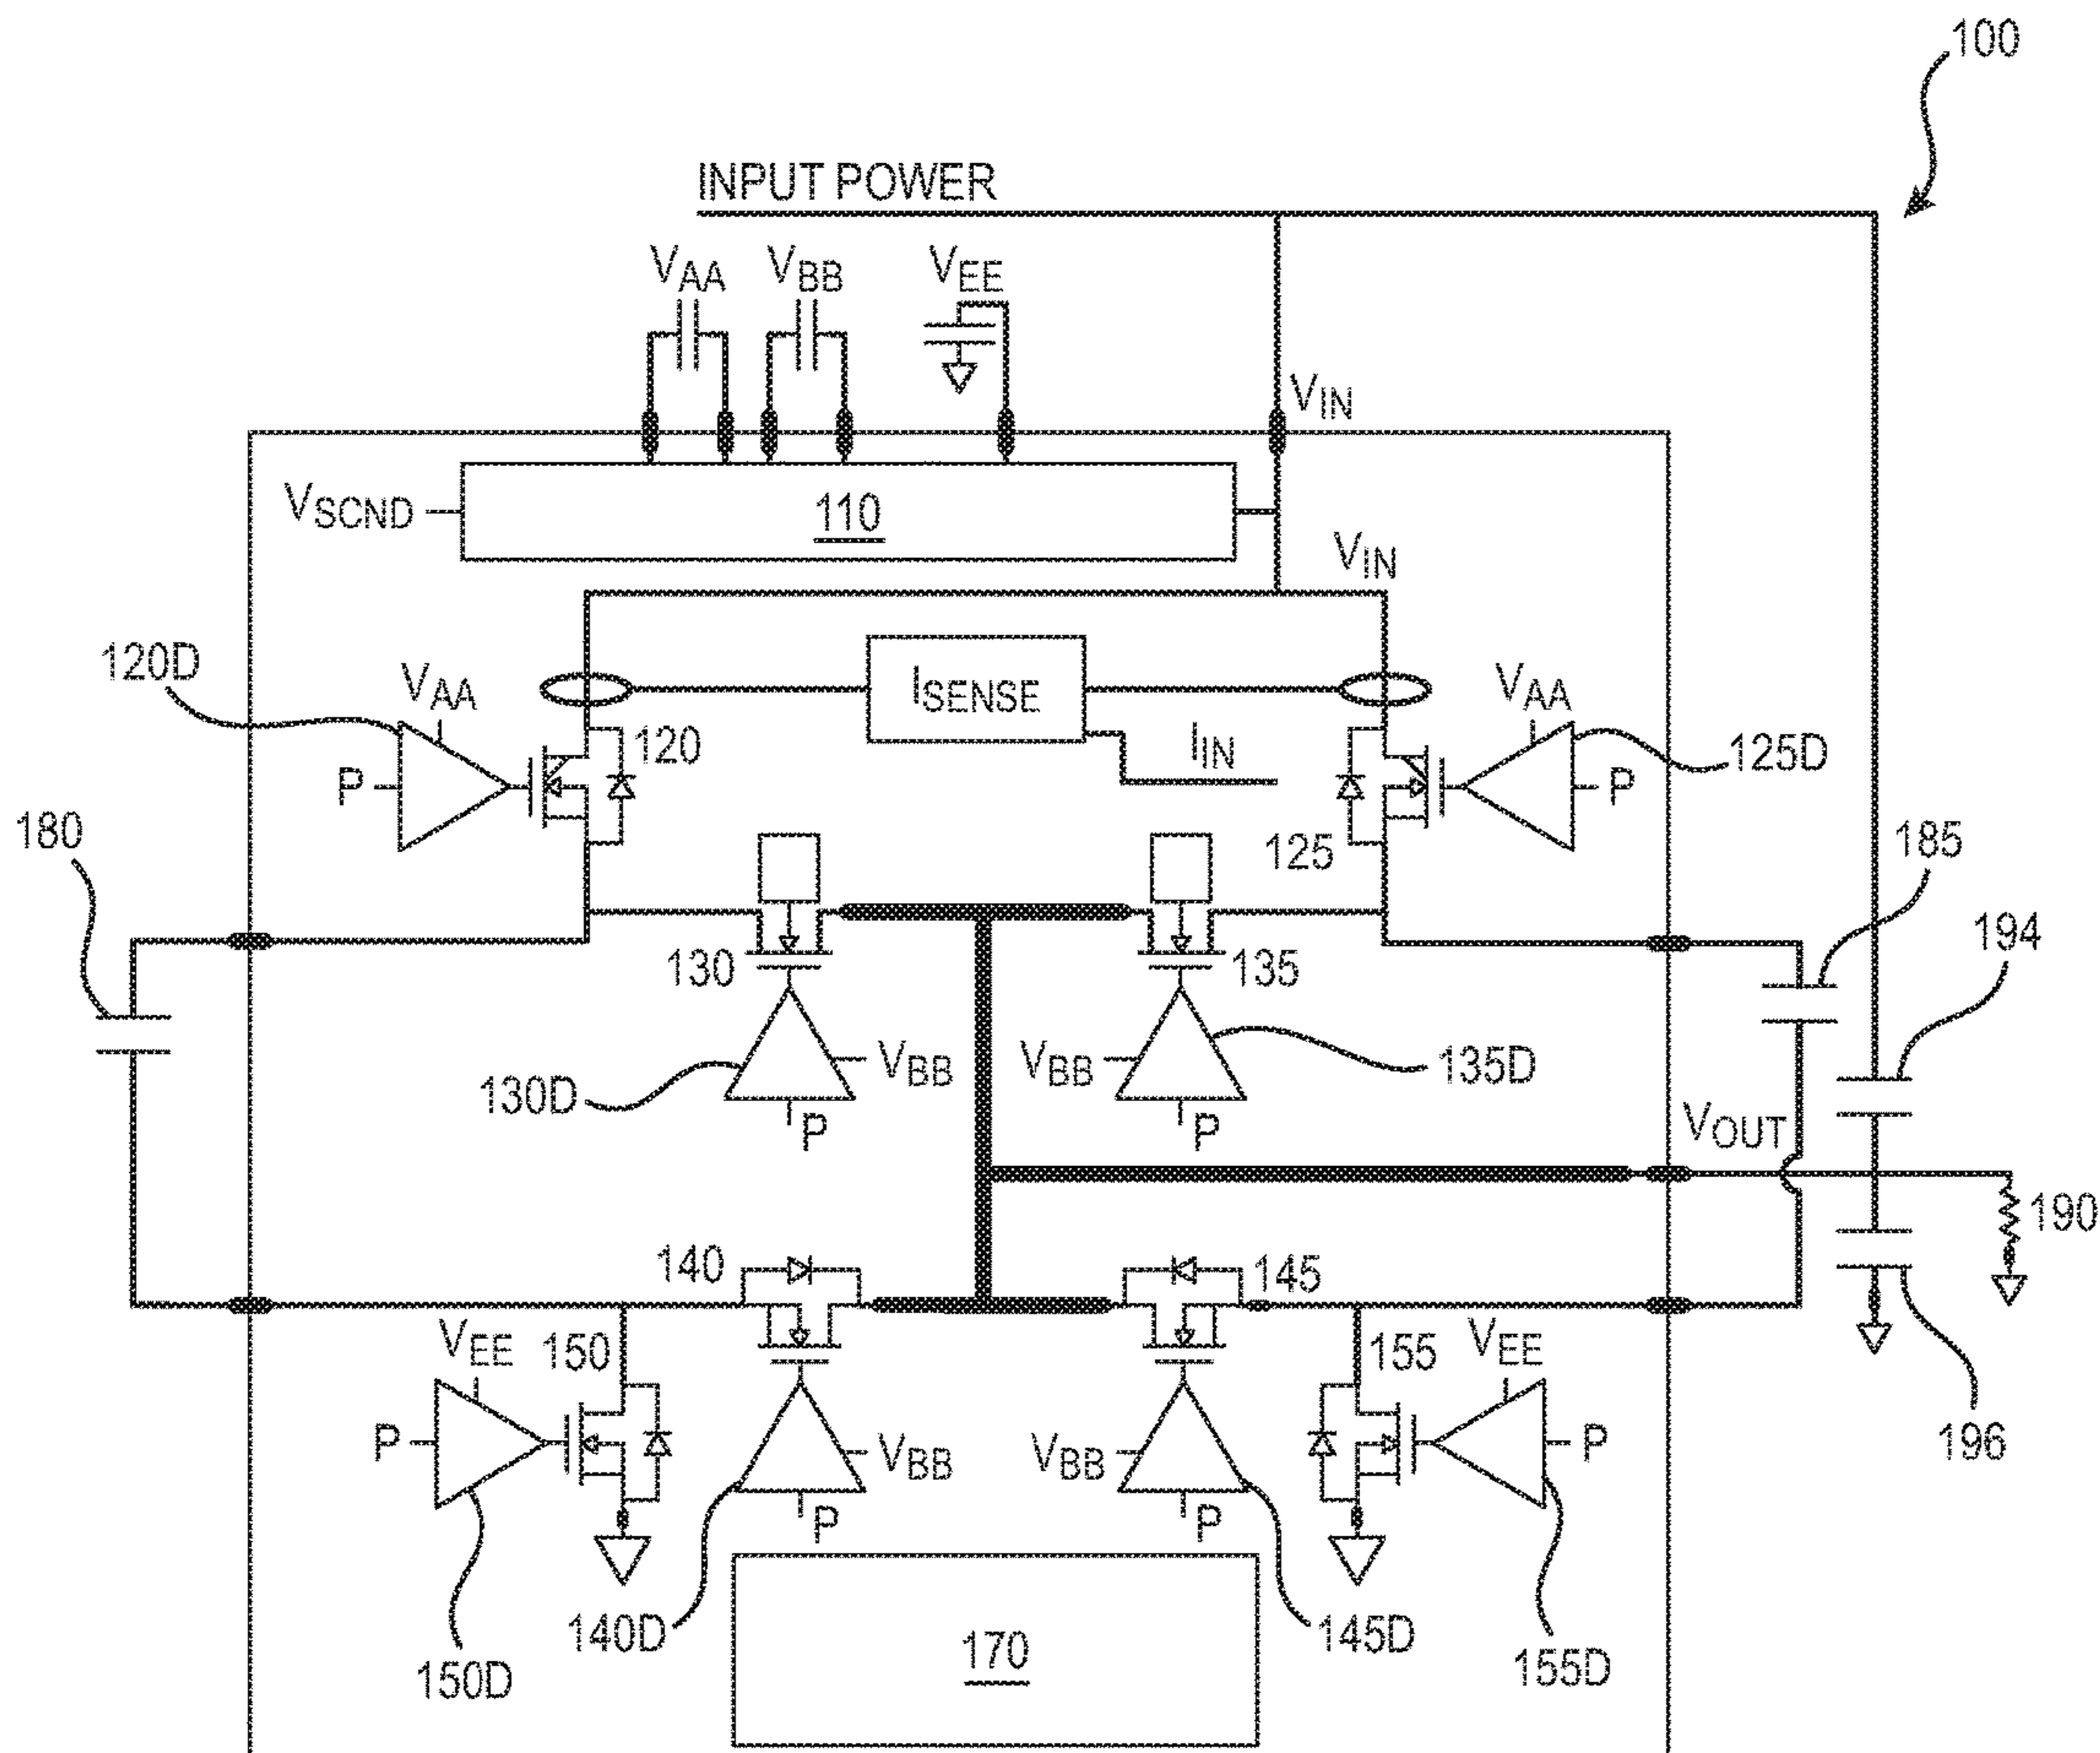 100
INPUT POWER
VAA
VBB
VEE
VIN
VSCND
110
VIN
120D
VAA
ISENSE
VAA
120
IIN
125D
P
P
180
125
185
194
130
135
VBB
VBB
135D
130D
P
P
VOUT
190
140
145
VEE
150
155
VEE
P
VBB
VBB
P
196
P
P
140D
145D
150D
170
155D